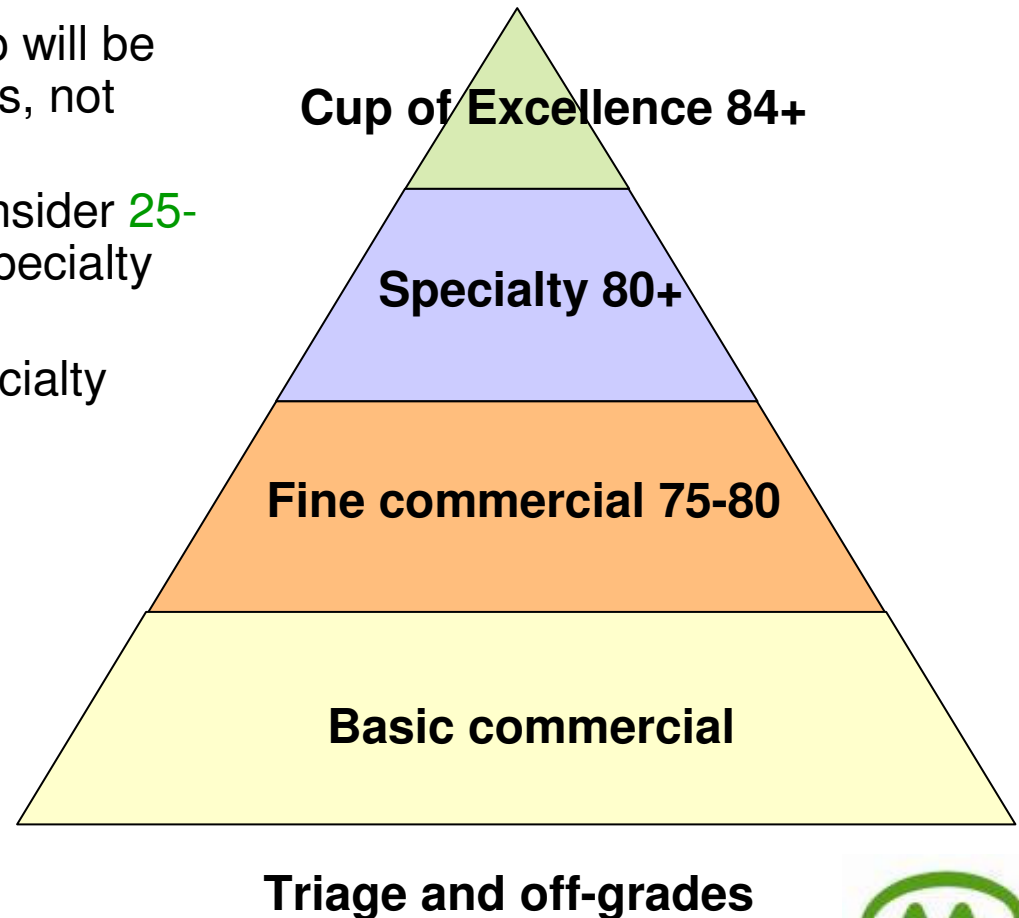 will be
s, not
nsider 25-
pecialty
cialty
Cup of Excellence 84+
Specialty 80+
Fine commercial 75-80
Basic commercial
Triage and off-grades